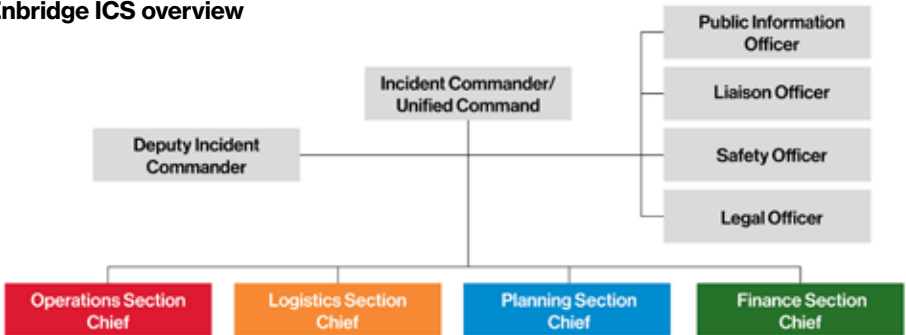 Enbridge ICS overview
Public Information
Officer
Incident Commander/
Unified Command
Liaison Officer
Deputy Incident
Commander
Safety Officer
Legal Officer
Operations Section
Chief
Logistics Section
Chief
Planning Section
Chief
Finance Section
Chief